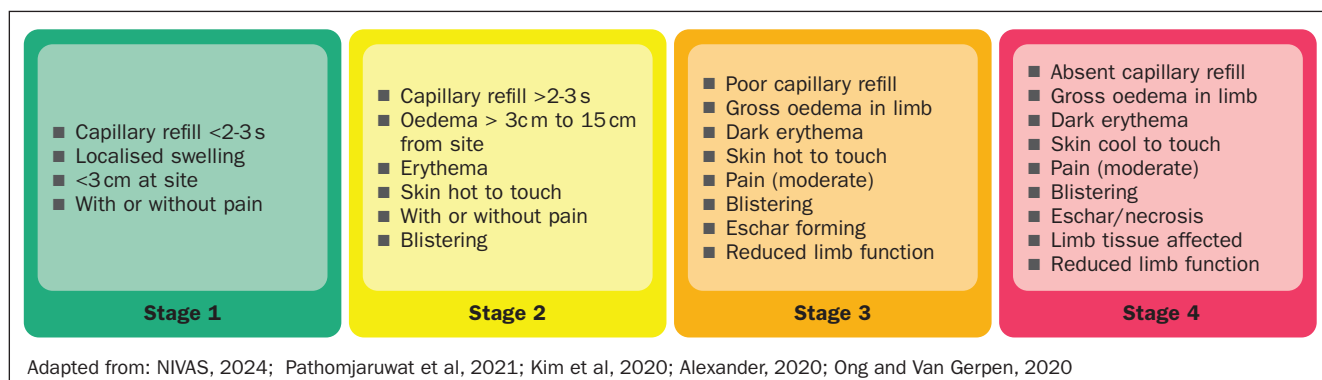 Capillary refill <2-3 s
Localised swelling
<3 cm at site
With or without pain
Stage 1
Capillary refill >2-3 s
Oedema > 3cm to 15 cm
from site
Erythema
Skin hot to touch
With or without pain
Blistering
Stage 2
Poor capillary refill
Gross oedema in limb
Dark erythema
Skin hot to touch
Pain (moderate)
Blistering
Eschar forming
Reduced limb function
Stage 3
Absent capillary refill
Gross oedema in limb
Dark erythema
Skin cool to touch
Pain (moderate)
Blistering
Eschar/necrosis
Limb tissue affected
Reduced limb function
Stage 4
Adapted from: NIVAS, 2024; Pathomjaruwat et al, 2021; Kim et al, 2020; Alexander, 2020; Ong and Van Gerpen, 2020